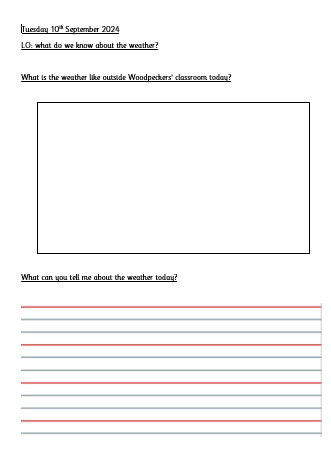 Tuesday 10th September 2024
L.O: what do we know about the weather?
What is the weather like outside Woodpeckers' classroom today?
What can you tell me about the weather today?